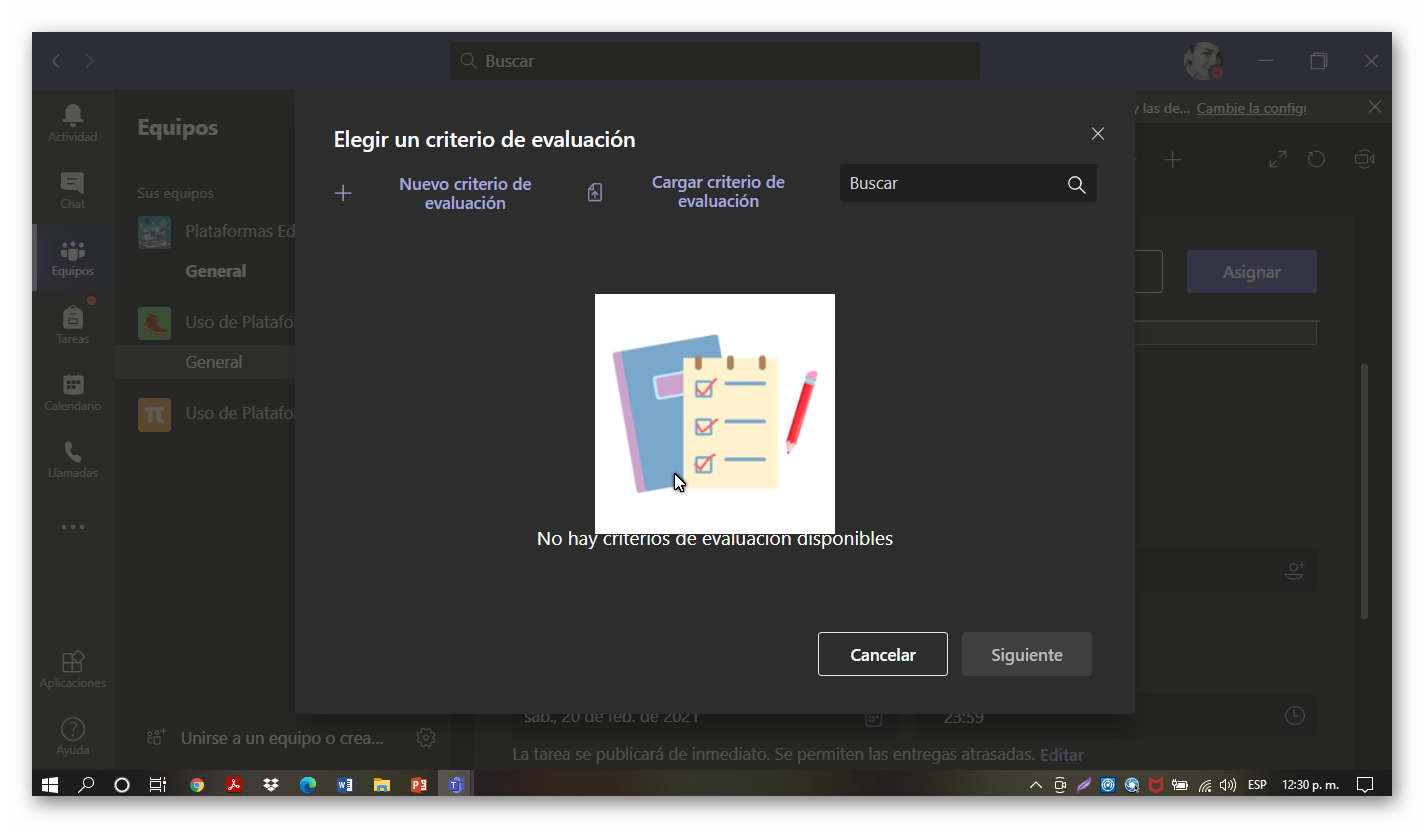 Buscar
y las de... Cambie la configu
Actividad
Equipos
Elegir un criterio de evaluación
Nuevo criterio de
evaluación
Cargar criterio de
evaluación
Buscar
Chat
Sus equipos
Plataformas Ed
Equipos
General
Asignar
Tareas
Uso de Platafo
General
Calendario
Uso de Platafo
Llamadas
No hay criterios de evaluación disponibles
Cancelar
Siguiente
Aplicaciones
sáb., 20 de feb. de 2021
23:59
Ayuda
Unirse a un equipo o crea...
La tarea se publicará de inmediato. Se permiten las entregas atrasadas. Editar
ESP
12:30 p. m.